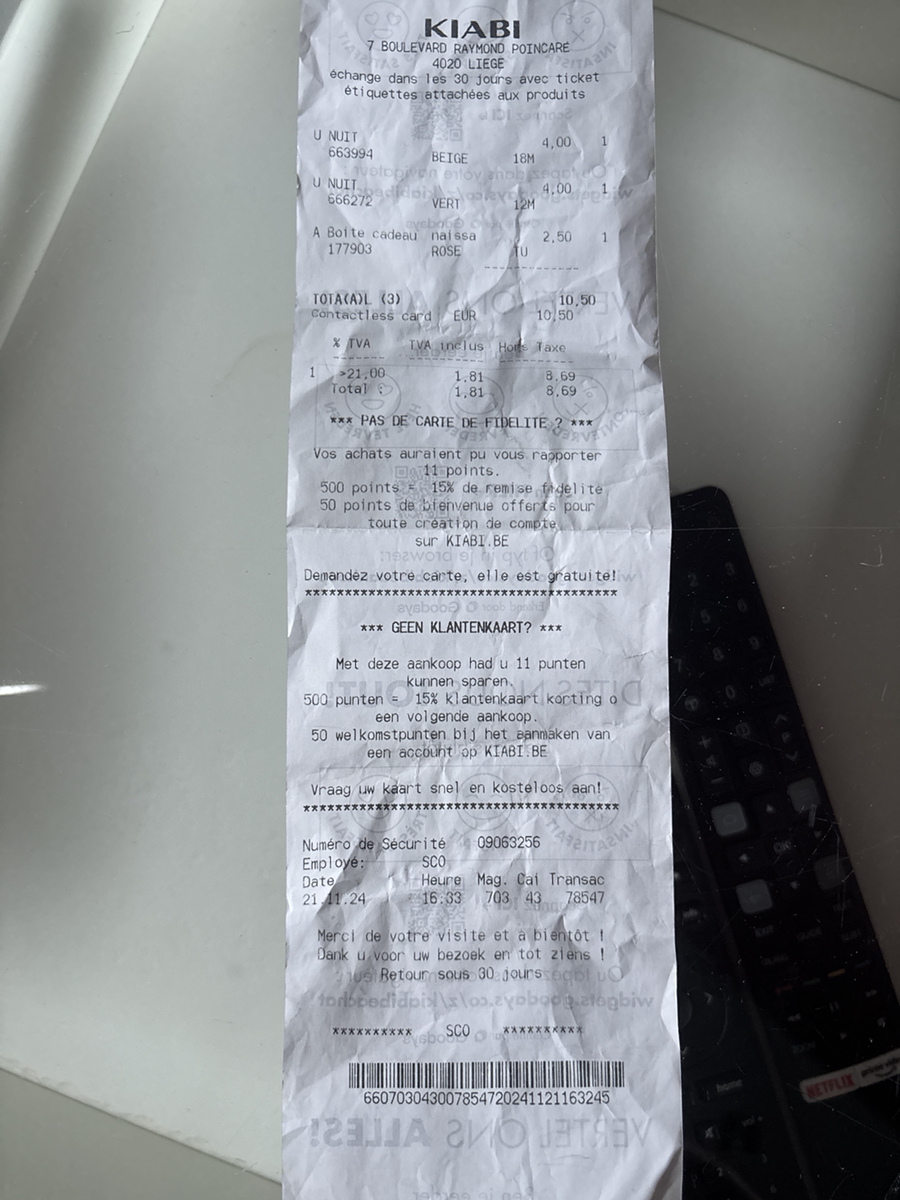 KIABI
7 BOULEVARD RAYMOND POINCARE
4020 LIEGE
échange dans les 30 jours avec ticket
étiquettes attachées aux produits
U NUIT 4,00 1
663994 BEIGE 18M
U NUIT 4,00 1
666272 VERT 12M
A Boite cadeau naissa 2,50 1
177903 ROSE TU
------------
TOTA(A)L (3) 10,50
Contactless card EUR 10,50
% TVA TVA inclus Hors Taxe
1 >21,00 1,81 8,69
Total : 1,81 8,69
*** PAS DE CARTE DE FIDELITE ? ***
Vos achats auraient pu vous rapporter
11 points.
500 points = 15% de remise fidélité
50 points de bienvenue offerts pour
toute création de compte
sur KIABI.BE
Demandez votre carte, elle est gratuite!
****************************************
*** GEEN KLANTENKAART? ***
Met deze aankoop had u 11 punten
kunnen sparen.
500 punten = 15% klantenkaart korting o
een volgende aankoop.
50 welkomstpunten bij het aanmaken van
een account op KIABI.BE
Vraag uw kaart snel en kosteloos aan!
****************************************
Numéro de Sécurité 09063256
Employé: SCO
Date Heure Mag. Cai Transac
21.11.24 16:33 703 43 78547
Merci de votre visite et à bientôt !
Dank u voor uw bezoek en tot ziens !
Retour sous 30 jours
********** SCO **********
660703043007854720241121163245
NETFLIX
prime video
home